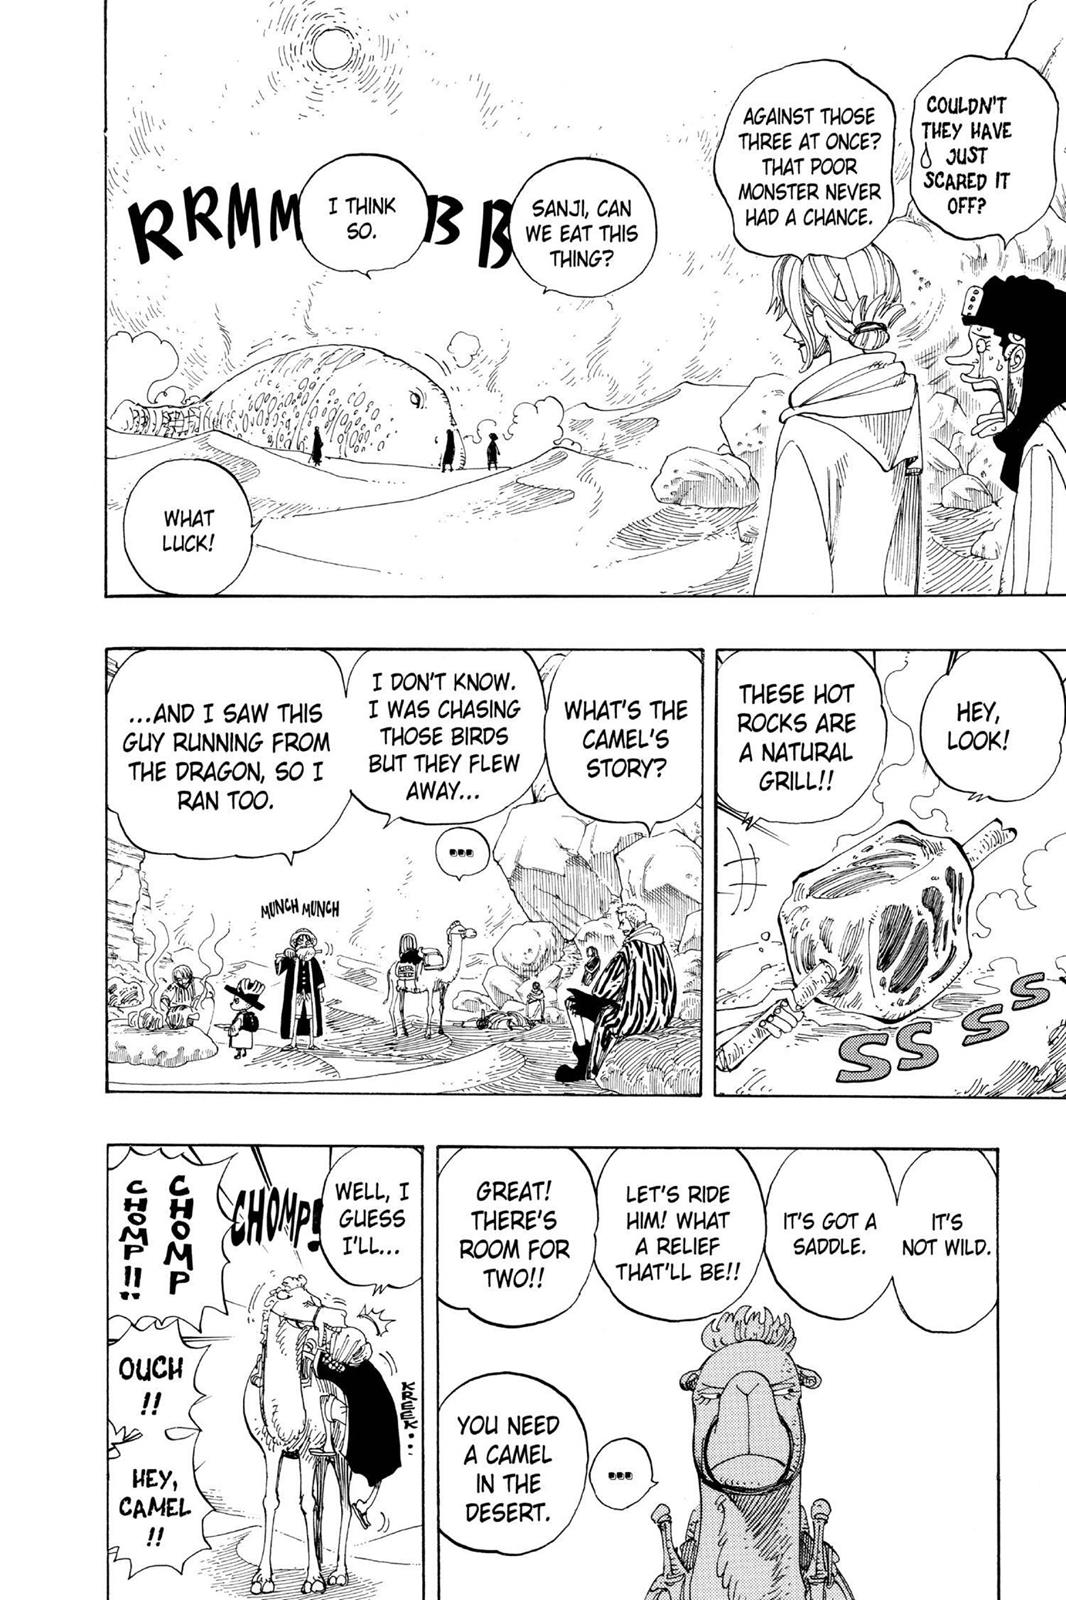 COULDN'T
THEY HAVE
JUST
SCARED IT
OFF?
AGAINST THOSE
THREE AT ONCE?
THAT POOR
MONSTER NEVER
HAD A CHANCE.
SANJI, CAN
WE EAT THIS
THING?
I THINK
SO.
RRMMBB
WHAT
LUCK!
HEY,
LOOK!
THESE HOT
ROCKS ARE
A NATURAL
GRILL!!
SSSS
WHAT'S THE
CAMEL'S
STORY?
I DON'T KNOW.
I WAS CHASING
THOSE BIRDS
BUT THEY FLEW
AWAY...
...
...AND I SAW THIS
GUY RUNNING FROM
THE DRAGON, SO I
RAN TOO.
MUNCH MUNCH
IT'S
NOT WILD.
IT'S GOT A
SADDLE.
LET'S RIDE
HIM! WHAT
A RELIEF
THAT'LL BE!!
GREAT!
THERE'S
ROOM FOR
TWO!!
...
YOU NEED
A CAMEL
IN THE
DESERT.
WELL, I
GUESS
I'LL...
CHOMP!
KREEK...
CHOMP
CHOMP!!
OUCH
!!
HEY,
CAMEL
!!